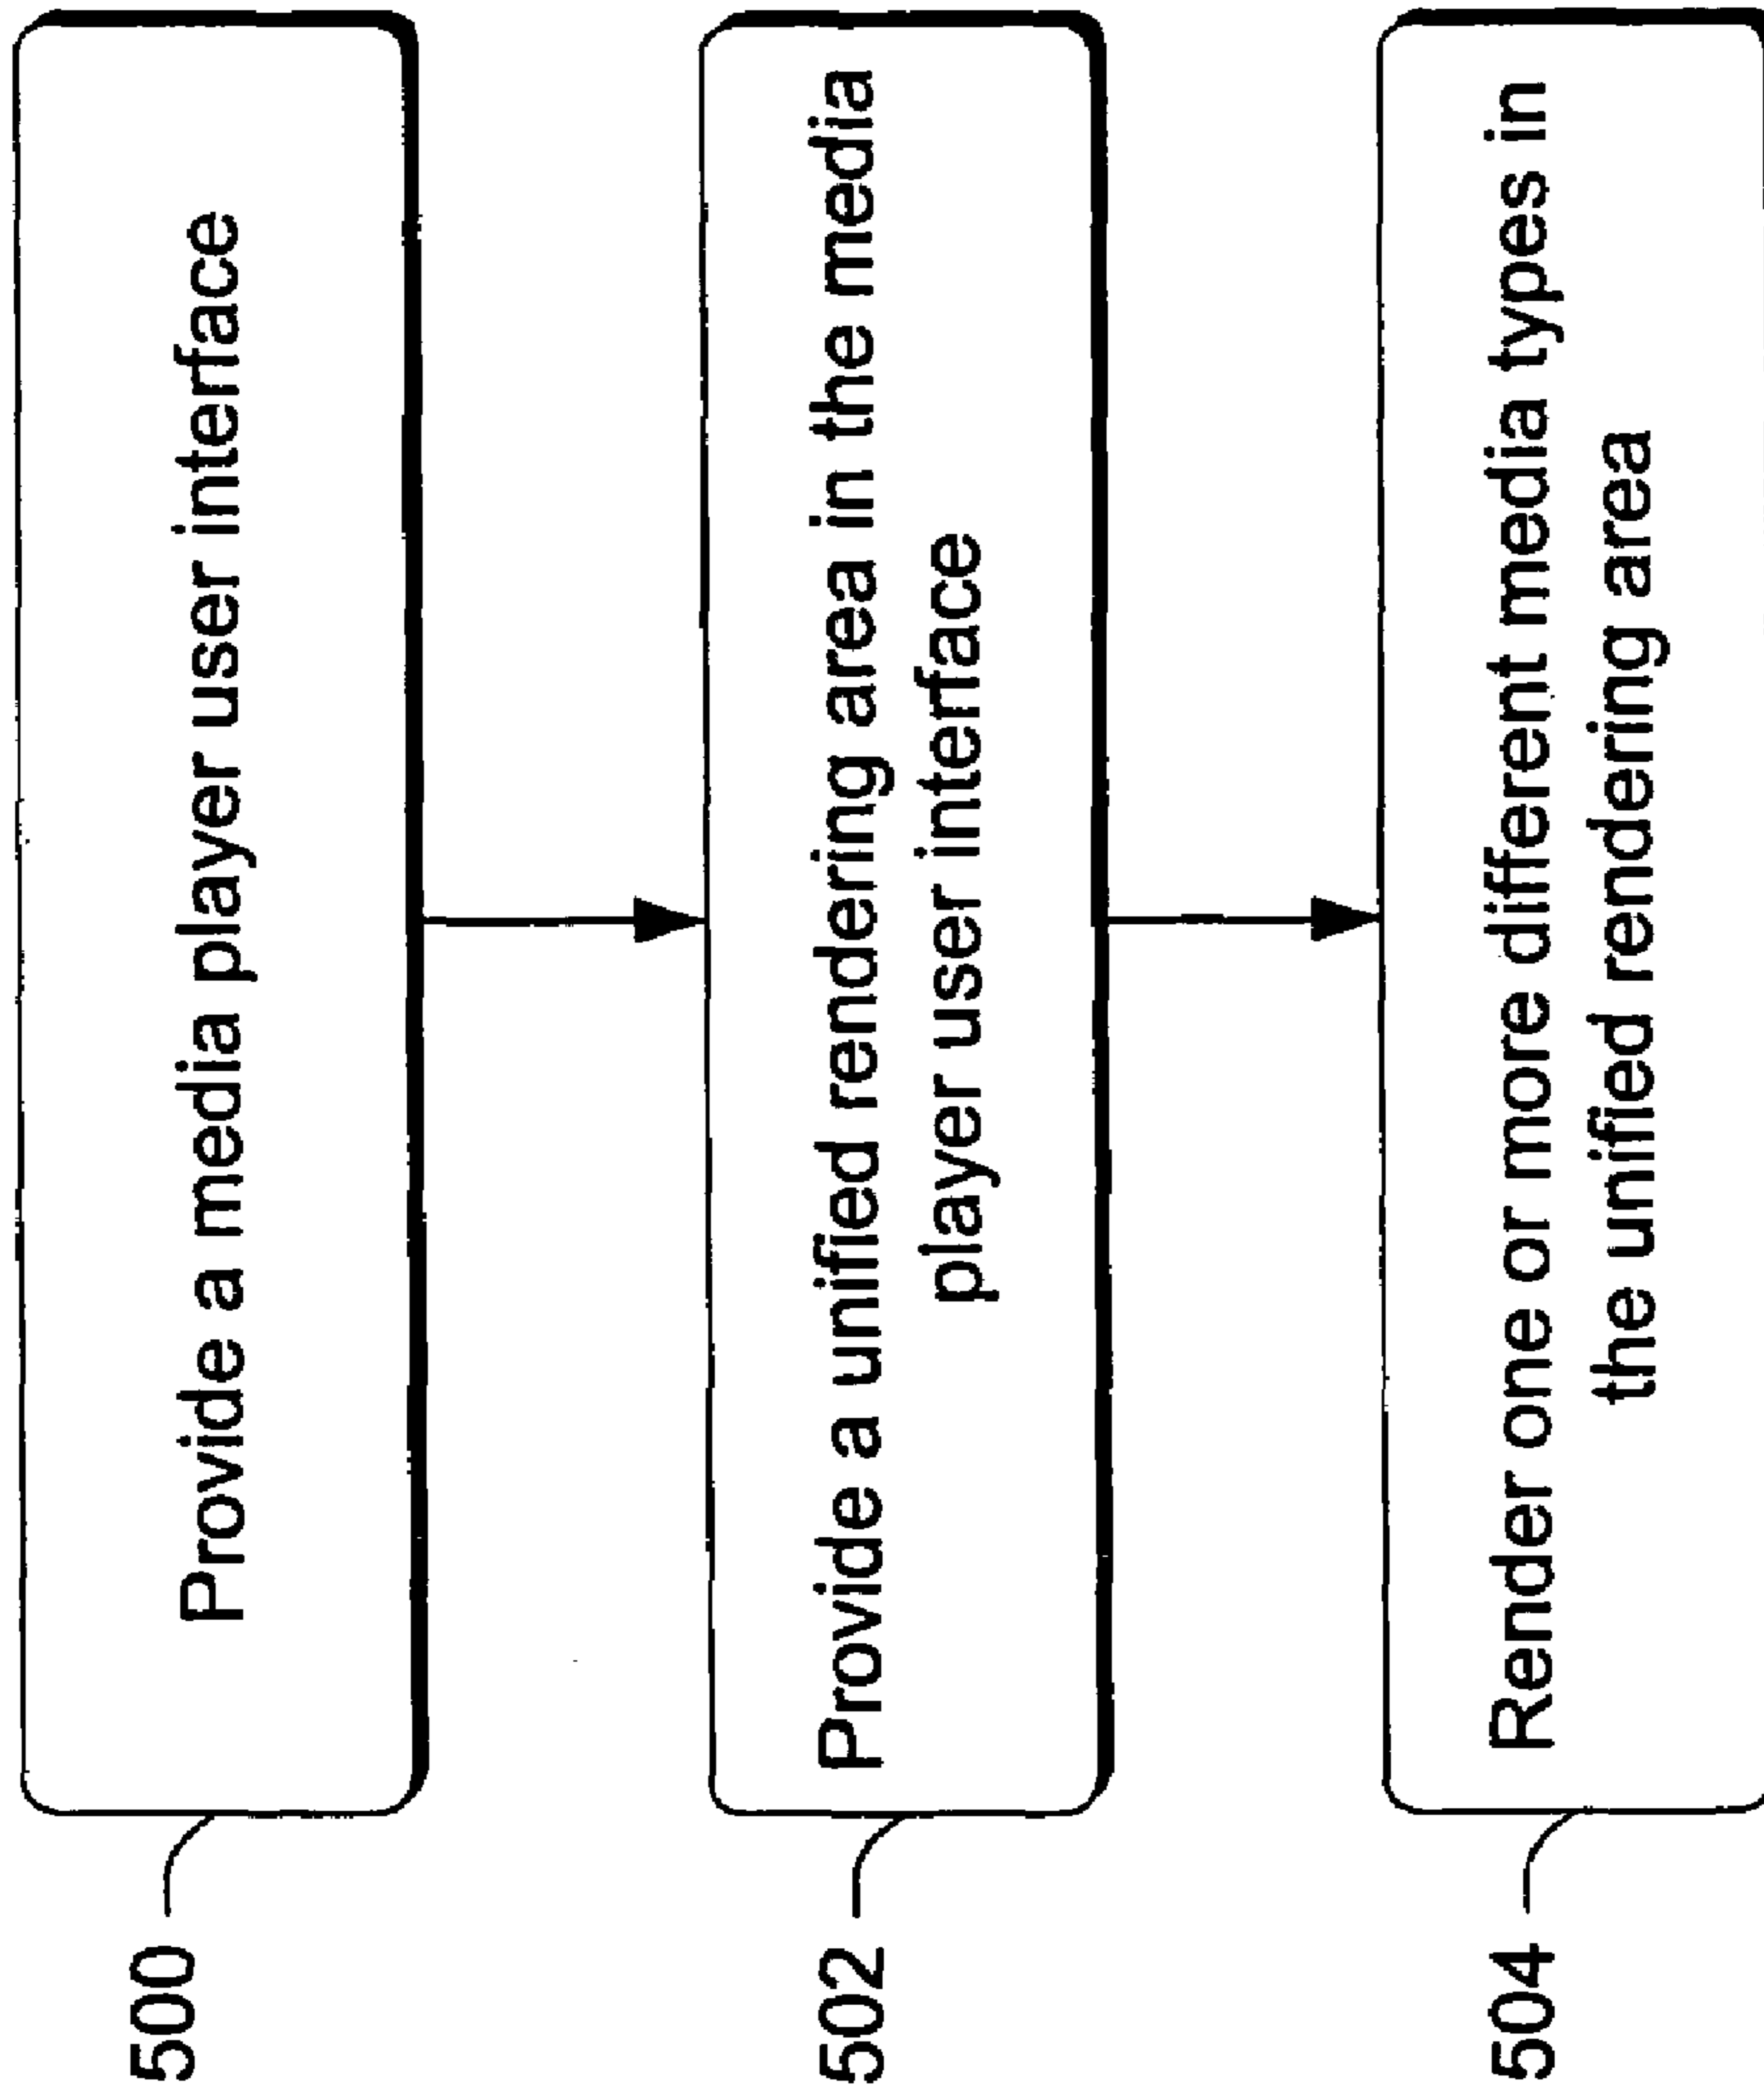 500
Provide a media player user interface
502
Provide a unified rendering area in the media
player user interface
504
Render one or more different media types in
the unified rendering area